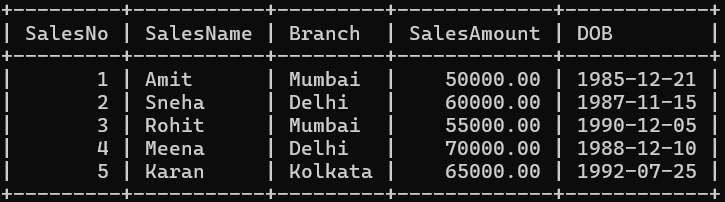 +---------+-----------+---------+-------------+------------+
| SalesNo | SalesName | Branch  | SalesAmount | DOB        |
+---------+-----------+---------+-------------+------------+
|       1 | Amit      | Mumbai  |    50000.00 | 1985-12-21 |
|       2 | Sneha     | Delhi   |    60000.00 | 1987-11-15 |
|       3 | Rohit     | Mumbai  |    55000.00 | 1990-12-05 |
|       4 | Meena     | Delhi   |    70000.00 | 1988-12-10 |
|       5 | Karan     | Kolkata |    65000.00 | 1992-07-25 |
+---------+-----------+---------+-------------+------------+